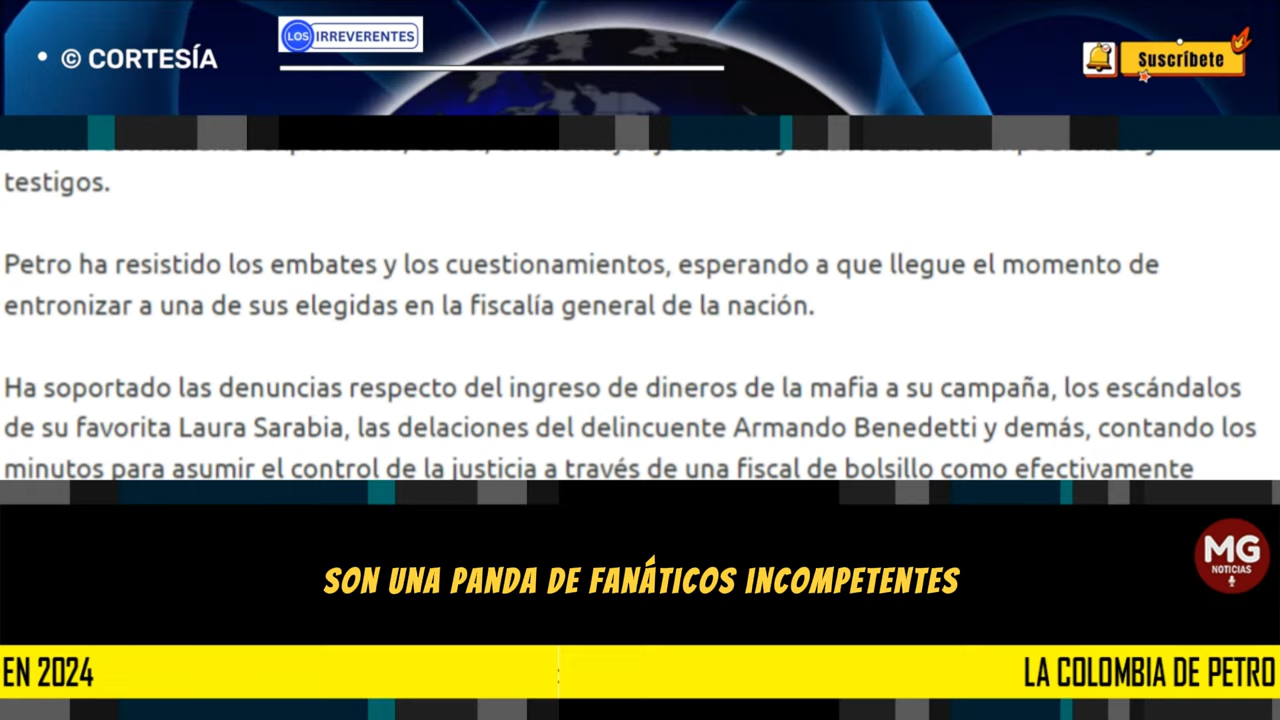 • © CORTESÍA
LOS IRREVERENTES
Suscríbete
testigos.
Petro ha resistido los embates y los cuestionamientos, esperando a que llegue el momento de
entronizar a una de sus elegidas en la fiscalía general de la nación.
Ha soportado las denuncias respecto del ingreso de dineros de la mafia a su campaña, los escándalos
de su favorita Laura Sarabia, las delaciones del delincuente Armando Benedetti y demás, contando los
minutos para asumir el control de la justicia a través de una fiscal de bolsillo como efectivamente
SON UNA PANDA DE FANÁTICOS INCOMPETENTES
MG
NOTICIAS
EN 2024
LA COLOMBIA DE PETRO